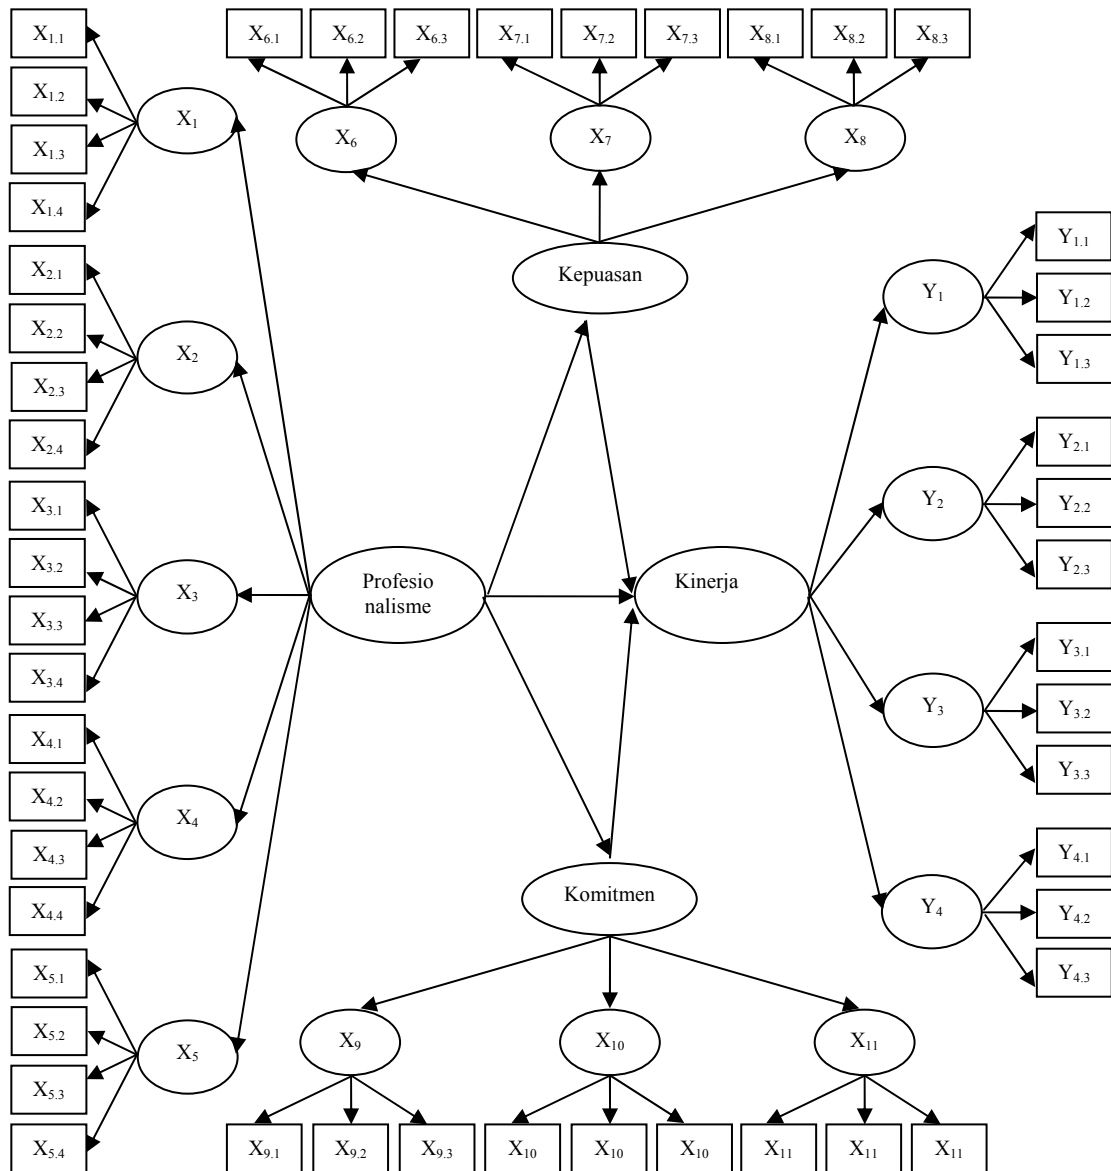 X1.1
X6.1 X6.2 X6.3 X7.1 X7.2 X7.3 X8.1 X8.2 X8.3
X1.2
X1
X1.3
X6 X7 X8
X1.4
X2.1
Kepuasan
Y1.1
Y1
Y1.2
X2.2
X2
Y1.3
X2.3
X2.4
Y2.1
Y2
Y2.2
X3.1
X3.2
Y2.3
X3
Profesio
nalisme
Kinerja
X3.3
X3.4
Y3.1
Y3
Y3.2
X4.1
Y3.3
X4.2
X4
X4.3
Y4.1
X4.4
Komitmen
Y4
Y4.2
X5.1
Y4.3
X5.2
X9 X10 X11
X5
X5.3
X5.4
X9.1 X9.2 X9.3 X10 X10 X10 X11 X11 X11